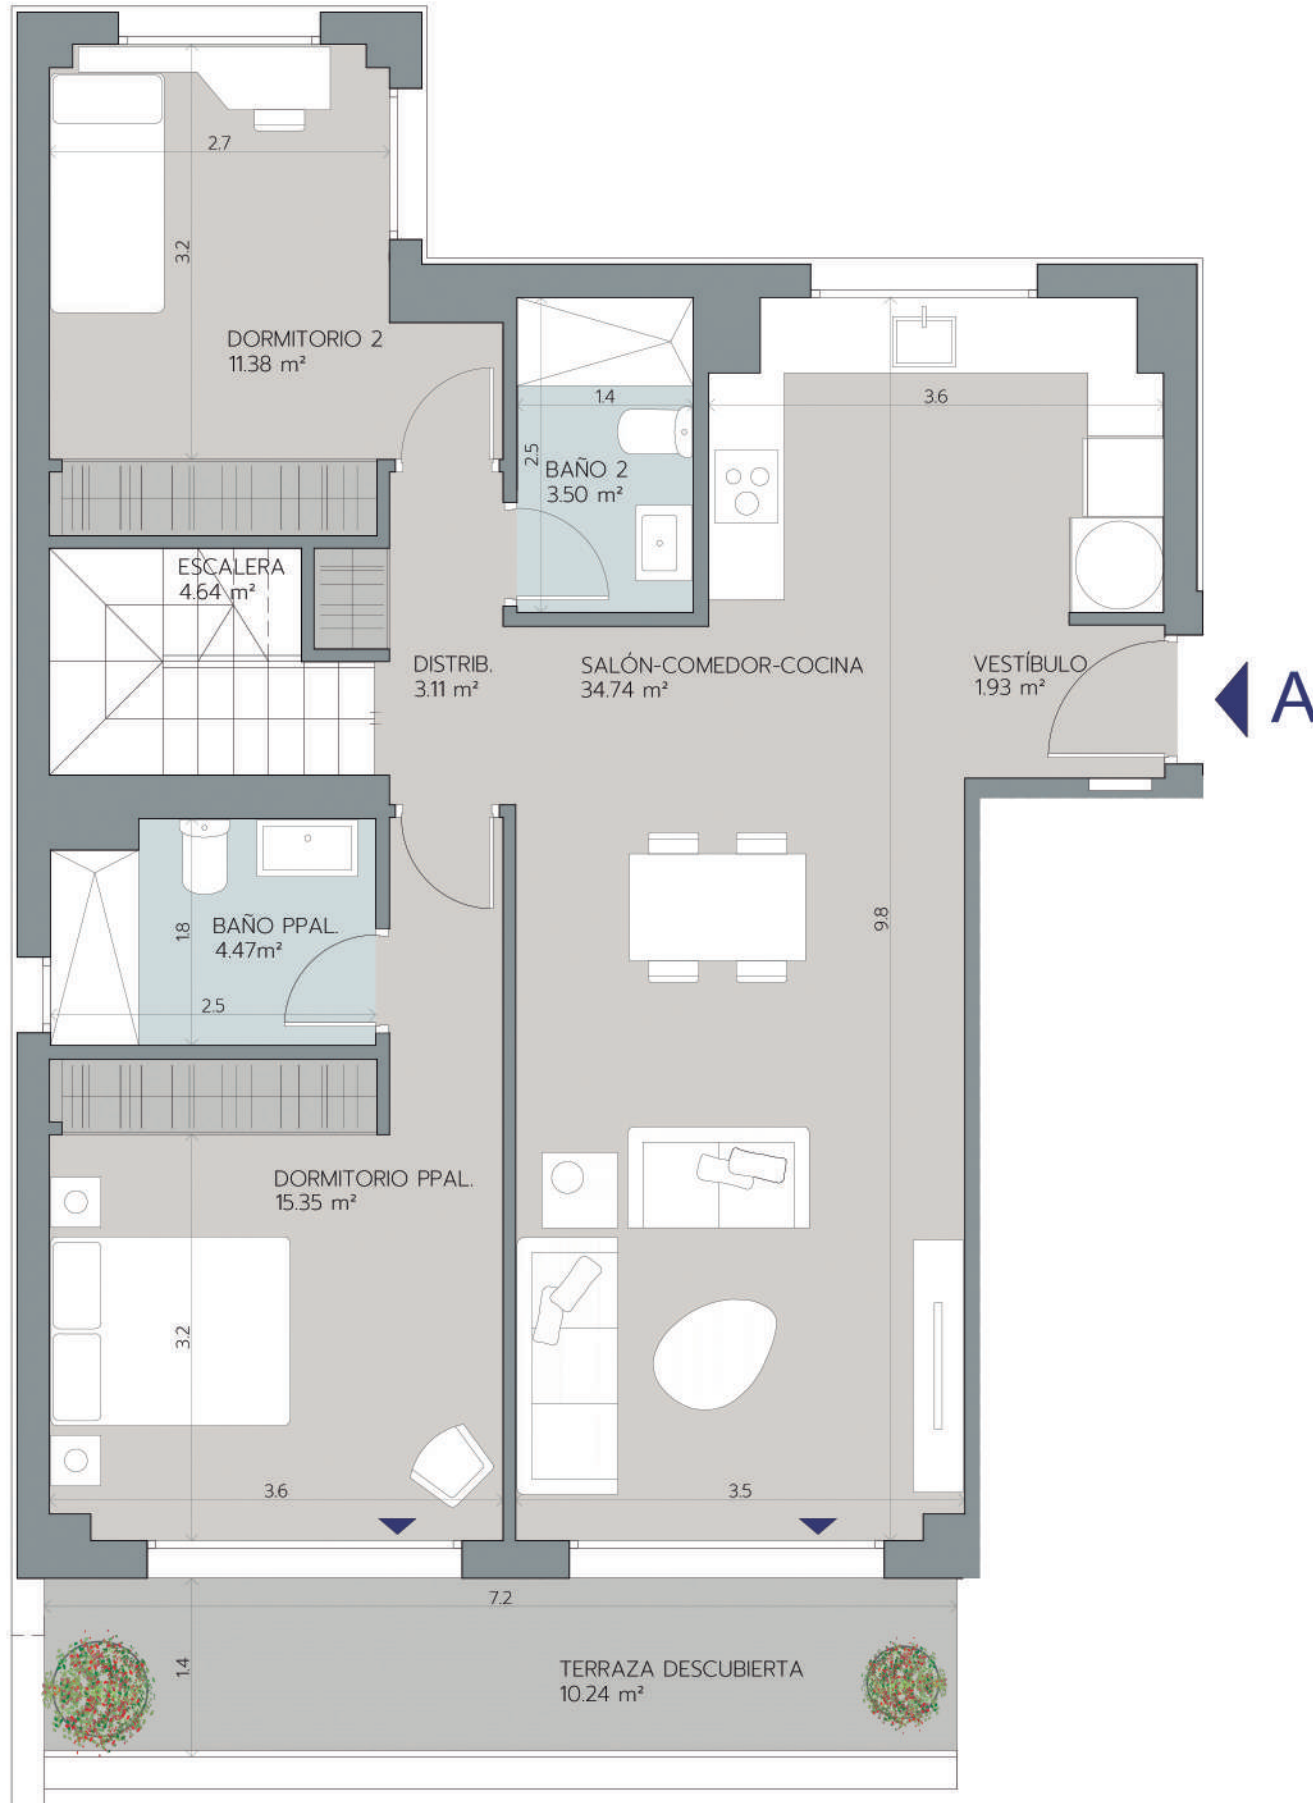 2.7
3.2
DORMITORIO 2
11.38 m²
1.4
2.5
BAÑO 2
3.50 m²
3.6
ESCALERA
4.64 m²
DISTRIB.
3.11 m²
SALÓN-COMEDOR-COCINA
34.74 m²
VESTÍBULO
1.93 m²
A
9.8
1.8
BAÑO PPAL.
4.47m²
2.5
DORMITORIO PPAL.
15.35 m²
3.2
3.6
3.5
7.2
1.4
TERRAZA DESCUBIERTA
10.24 m²